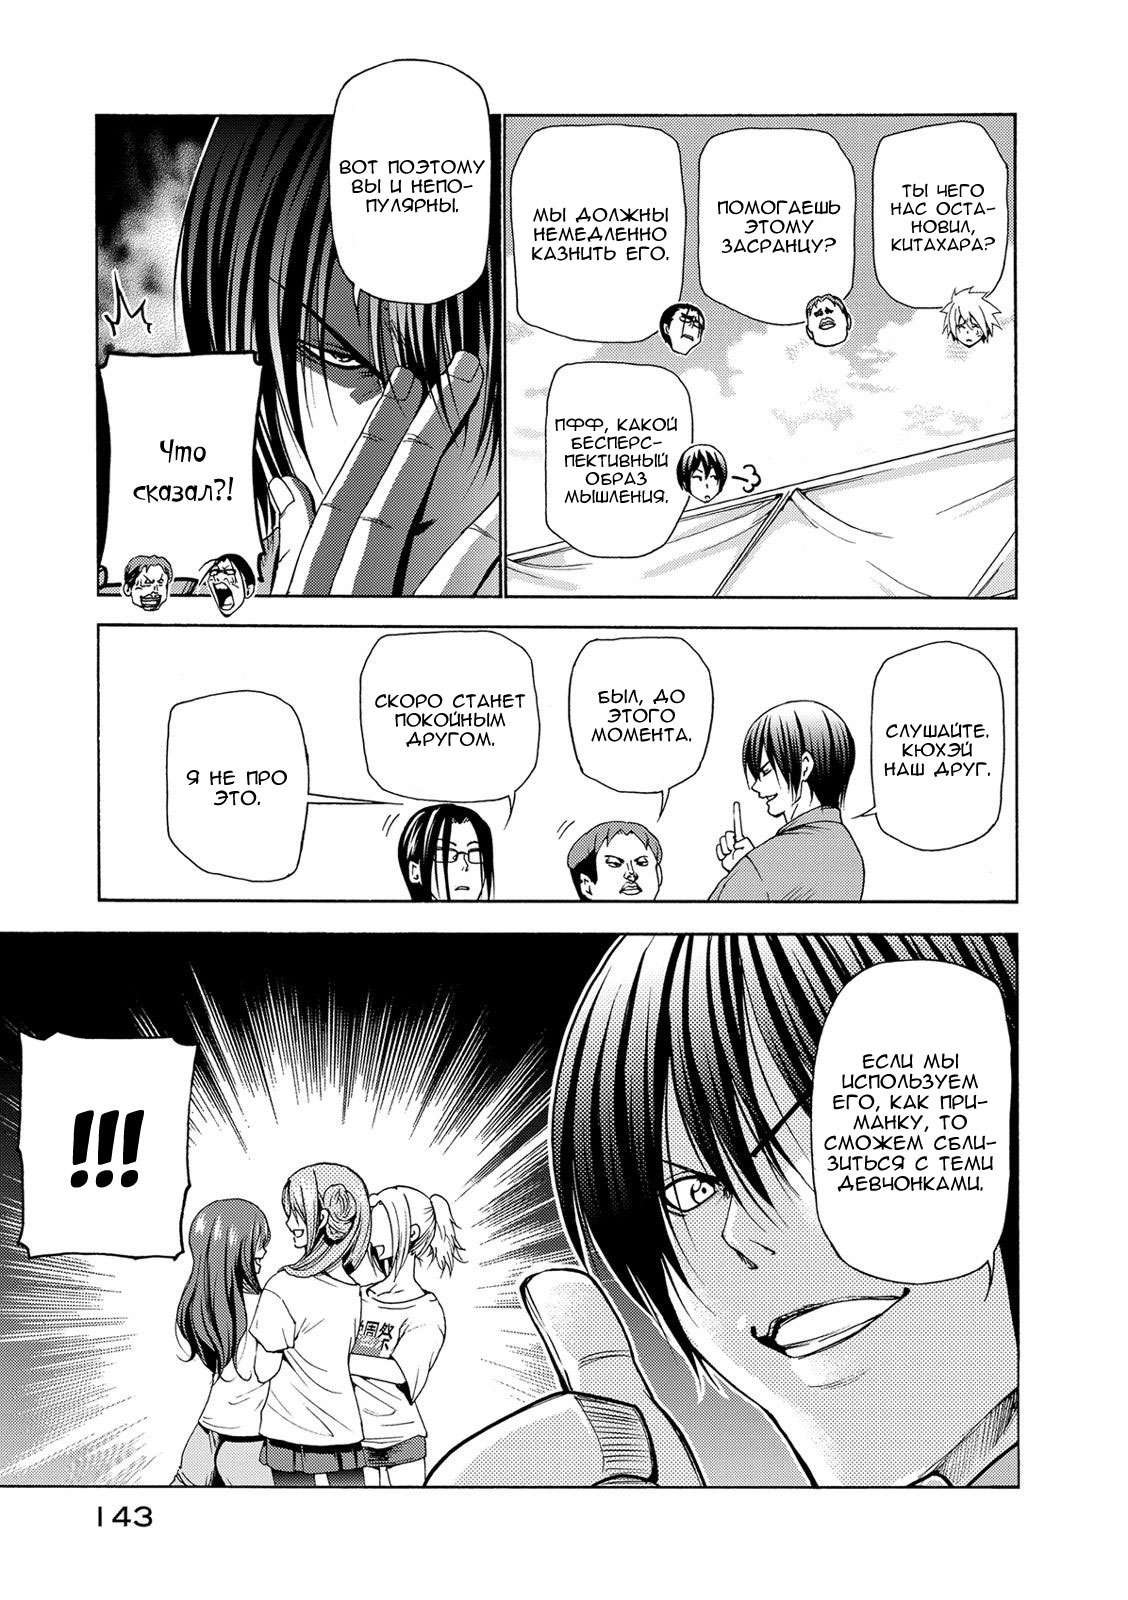 ТЫ ЧЕГО
НАС ОСТА-
НОВИЛ,
КИТАХАРА?
ПОМОГАЕШЬ
ЭТОМУ
ЗАСРАНЦУ?
МЫ ДОЛЖНЫ
НЕМЕДЛЕННО
КАЗНИТЬ ЕГО.
ПФФ, КАКОЙ
БЕСПЕРС-
ПЕКТИВНЫЙ
ОБРАЗ
МЫШЛЕНИЯ.
ВОТ ПОЭТОМУ
ВЫ И НЕПО-
ПУЛЯРНЫ.
Что
сказал?!
СЛУШАЙТЕ.
КЮХЭЙ
НАШ ДРУГ.
БЫЛ, ДО
ЭТОГО
МОМЕНТА.
СКОРО СТАНЕТ
ПОКОЙНЫМ
ДРУГОМ.
Я НЕ ПРО
ЭТО.
ЕСЛИ МЫ
ИСПОЛЬЗУЕМ
ЕГО, КАК ПРИ-
МАНКУ, ТО
СМОЖЕМ СБЛИ-
ЗИТЬСЯ С ТЕМИ
ДЕВЧОНКАМИ.
!!!
143